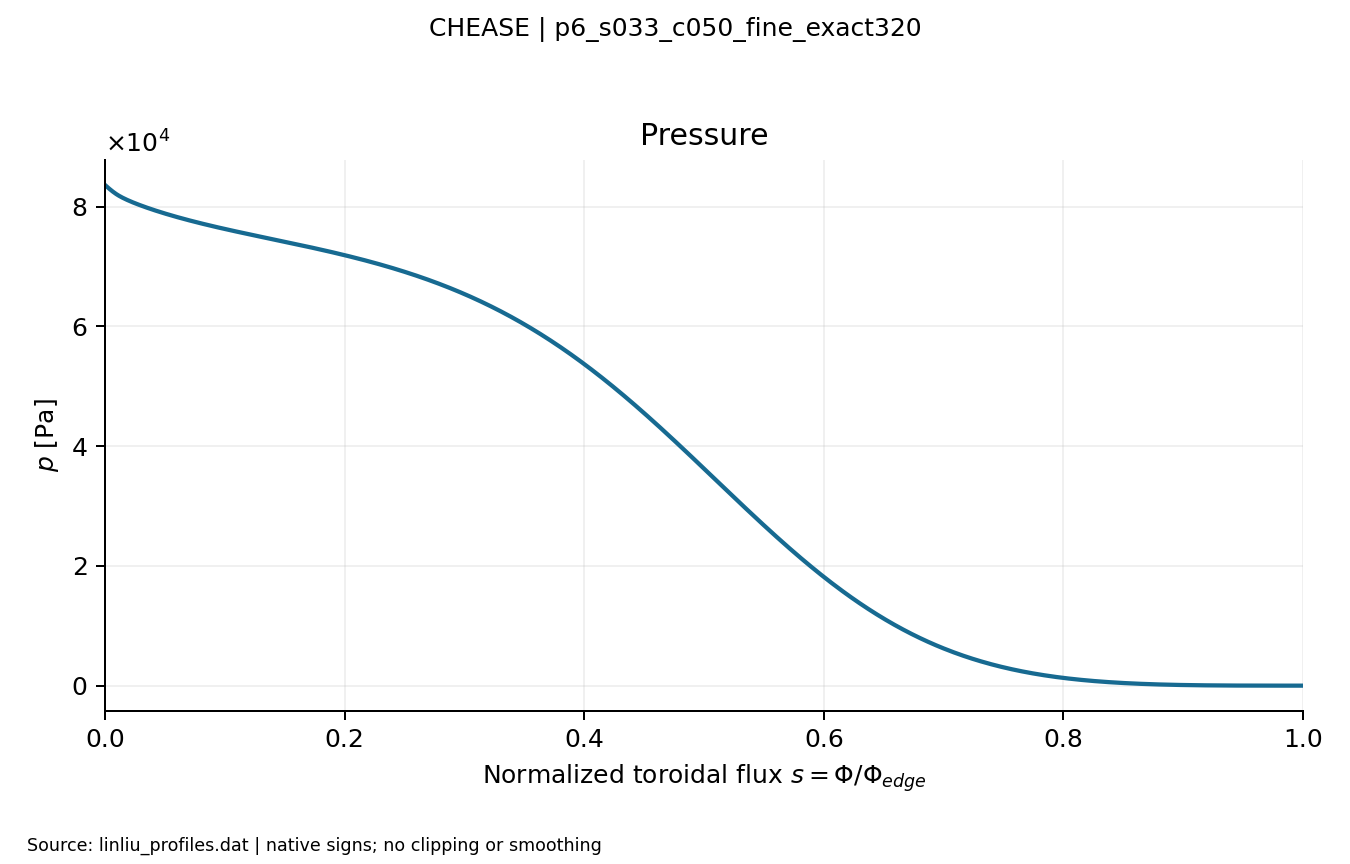 CHEASE | p6_s033_c050_fine_exact320
Pressure
×10⁴
8
6
4
2
0
p [Pa]
0.0 0.2 0.4 0.6 0.8 1.0
Normalized toroidal flux s = Φ/Φ_edge
Source: linliu_profiles.dat | native signs; no clipping or smoothing